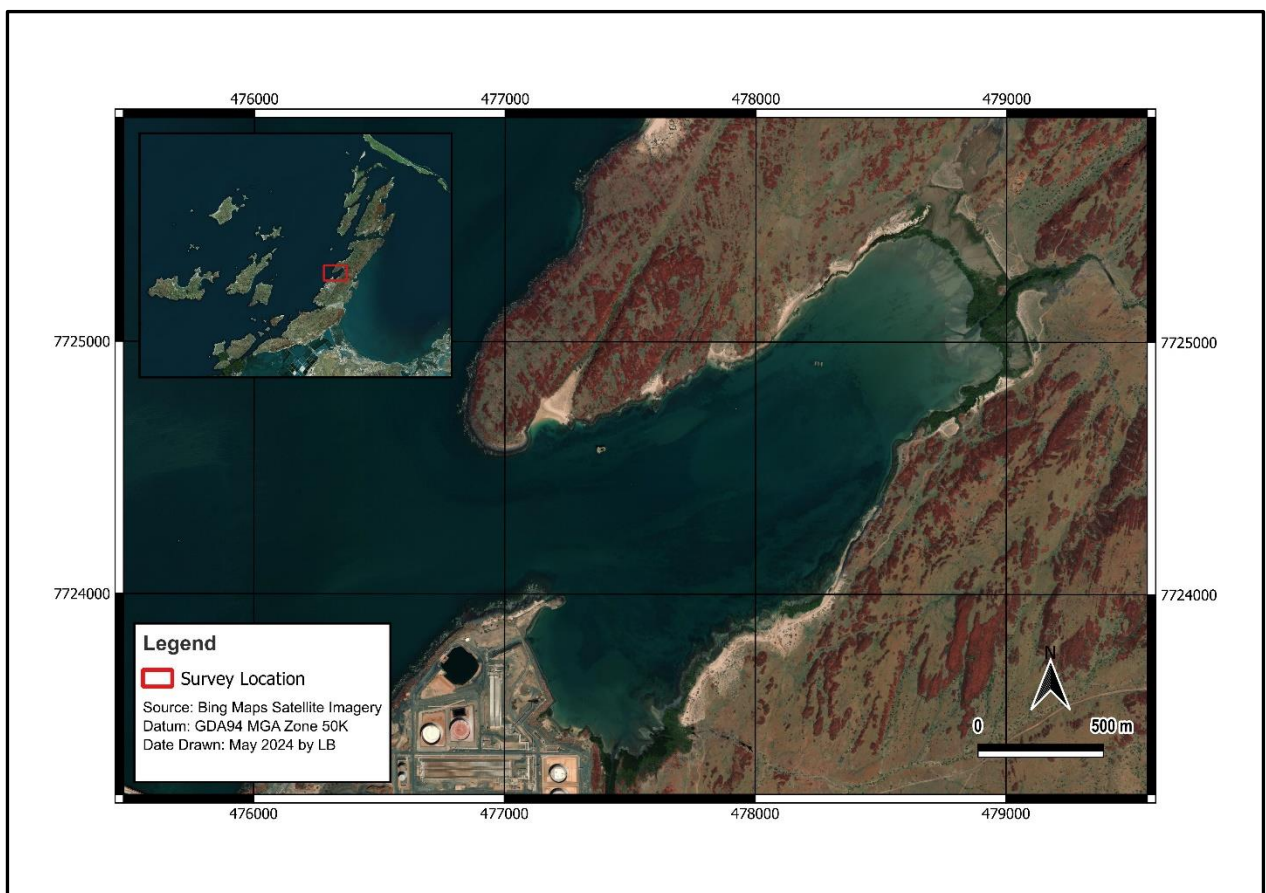 476000
477000
478000
479000
7725000
7725000
7724000
7724000
Legend
Survey Location
Source: Bing Maps Satellite Imagery
Datum: GDA94 MGA Zone 50K
Date Drawn: May 2024 by LB
N
0
500 m
476000
477000
478000
479000